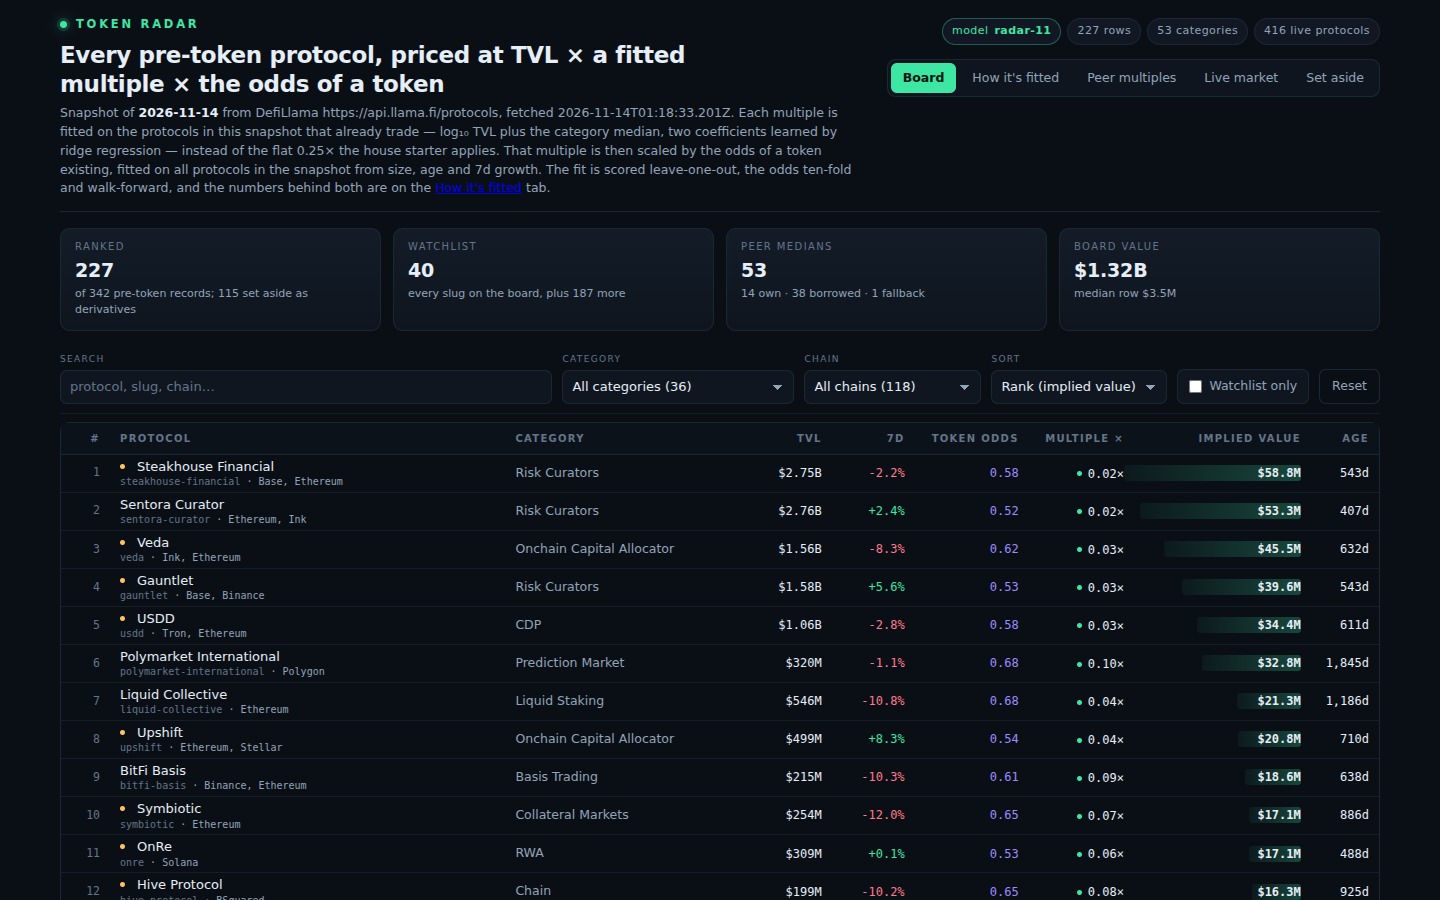 TOKEN RADAR
model radar-11
227 rows
53 categories
416 live protocols
Every pre-token protocol, priced at TVL × a fitted
multiple × the odds of a token
Board
How it's fitted
Peer multiples
Live market
Set aside
Snapshot of 2026-11-14 from DefiLlama https://api.llama.fi/protocols, fetched 2026-11-14T01:18:33.201Z. Each multiple is
fitted on the protocols in this snapshot that already trade — log₁₀ TVL plus the category median, two coefficients learned by
ridge regression — instead of the flat 0.25× the house starter applies. That multiple is then scaled by the odds of a token
existing, fitted on all protocols in the snapshot from size, age and 7d growth. The fit is scored leave-one-out, the odds ten-fold
and walk-forward, and the numbers behind both are on the How it's fitted tab.
RANKED
227
of 342 pre-token records; 115 set aside as
derivatives
WATCHLIST
40
every slug on the board, plus 187 more
PEER MEDIANS
53
14 own · 38 borrowed · 1 fallback
BOARD VALUE
$1.32B
median row $3.5M
SEARCH
CATEGORY
CHAIN
SORT
protocol, slug, chain…
All categories (36)
All chains (118)
Rank (implied value)
Watchlist only
Reset
# PROTOCOL CATEGORY TVL 7D TOKEN ODDS MULTIPLE × IMPLIED VALUE AGE
1 Steakhouse Financial Risk Curators $2.75B -2.2% 0.58 0.02× $58.8M 543d
steakhouse-financial · Base, Ethereum
2 Sentora Curator Risk Curators $2.76B +2.4% 0.52 0.02× $53.3M 407d
sentora-curator · Ethereum, Ink
3 Veda Onchain Capital Allocator $1.56B -8.3% 0.62 0.03× $45.5M 632d
veda · Ink, Ethereum
4 Gauntlet Risk Curators $1.58B +5.6% 0.53 0.03× $39.6M 543d
gauntlet · Base, Binance
5 USDD CDP $1.06B -2.8% 0.58 0.03× $34.4M 611d
usdd · Tron, Ethereum
6 Polymarket International Prediction Market $320M -1.1% 0.68 0.10× $32.8M 1,845d
polymarket-international · Polygon
7 Liquid Collective Liquid Staking $546M -10.8% 0.68 0.04× $21.3M 1,186d
liquid-collective · Ethereum
8 Upshift Onchain Capital Allocator $499M +8.3% 0.54 0.04× $20.8M 710d
upshift · Ethereum, Stellar
9 BitFi Basis Basis Trading $215M -10.3% 0.61 0.09× $18.6M 638d
bitfi-basis · Binance, Ethereum
10 Symbiotic Collateral Markets $254M -12.0% 0.65 0.07× $17.1M 886d
symbiotic · Ethereum
11 OnRe RWA $309M +0.1% 0.53 0.06× $17.1M 488d
onre · Solana
12 Hive Protocol Chain $199M -10.2% 0.65 0.08× $16.3M 925d
hive-protocol · BSquared